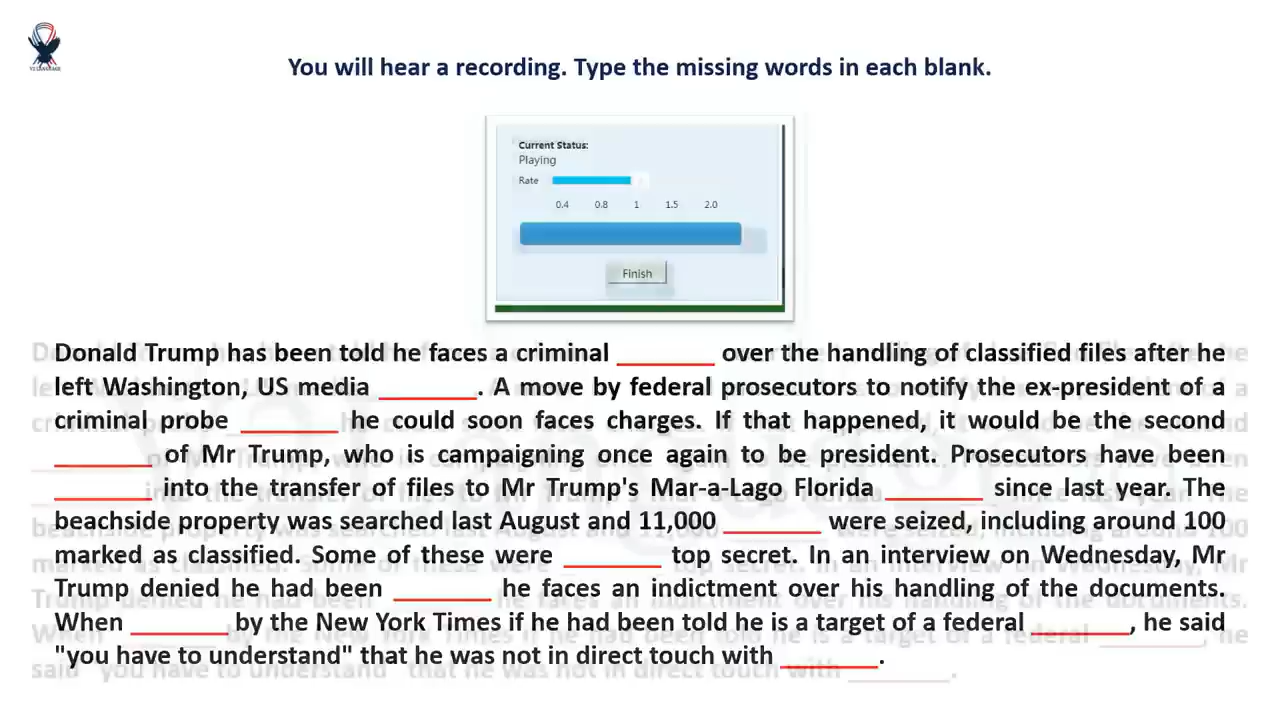 V2 LANGUAGE
You will hear a recording. Type the missing words in each blank.
Current Status:
Playing
Rate
0.4 0.8 1 1.5 2.0
Finish
Donald Trump has been told he faces a criminal ________ over the handling of classified files after he
left Washington, US media ________. A move by federal prosecutors to notify the ex-president of a
criminal probe ________ he could soon faces charges. If that happened, it would be the second
________ of Mr Trump, who is campaigning once again to be president. Prosecutors have been
________ into the transfer of files to Mr Trump's Mar-a-Lago Florida ________ since last year. The
beachside property was searched last August and 11,000 ________ were seized, including around 100
marked as classified. Some of these were ________ top secret. In an interview on Wednesday, Mr
Trump denied he had been ________ he faces an indictment over his handling of the documents.
When ________ by the New York Times if he had been told he is a target of a federal ________, he said
"you have to understand" that he was not in direct touch with ________.